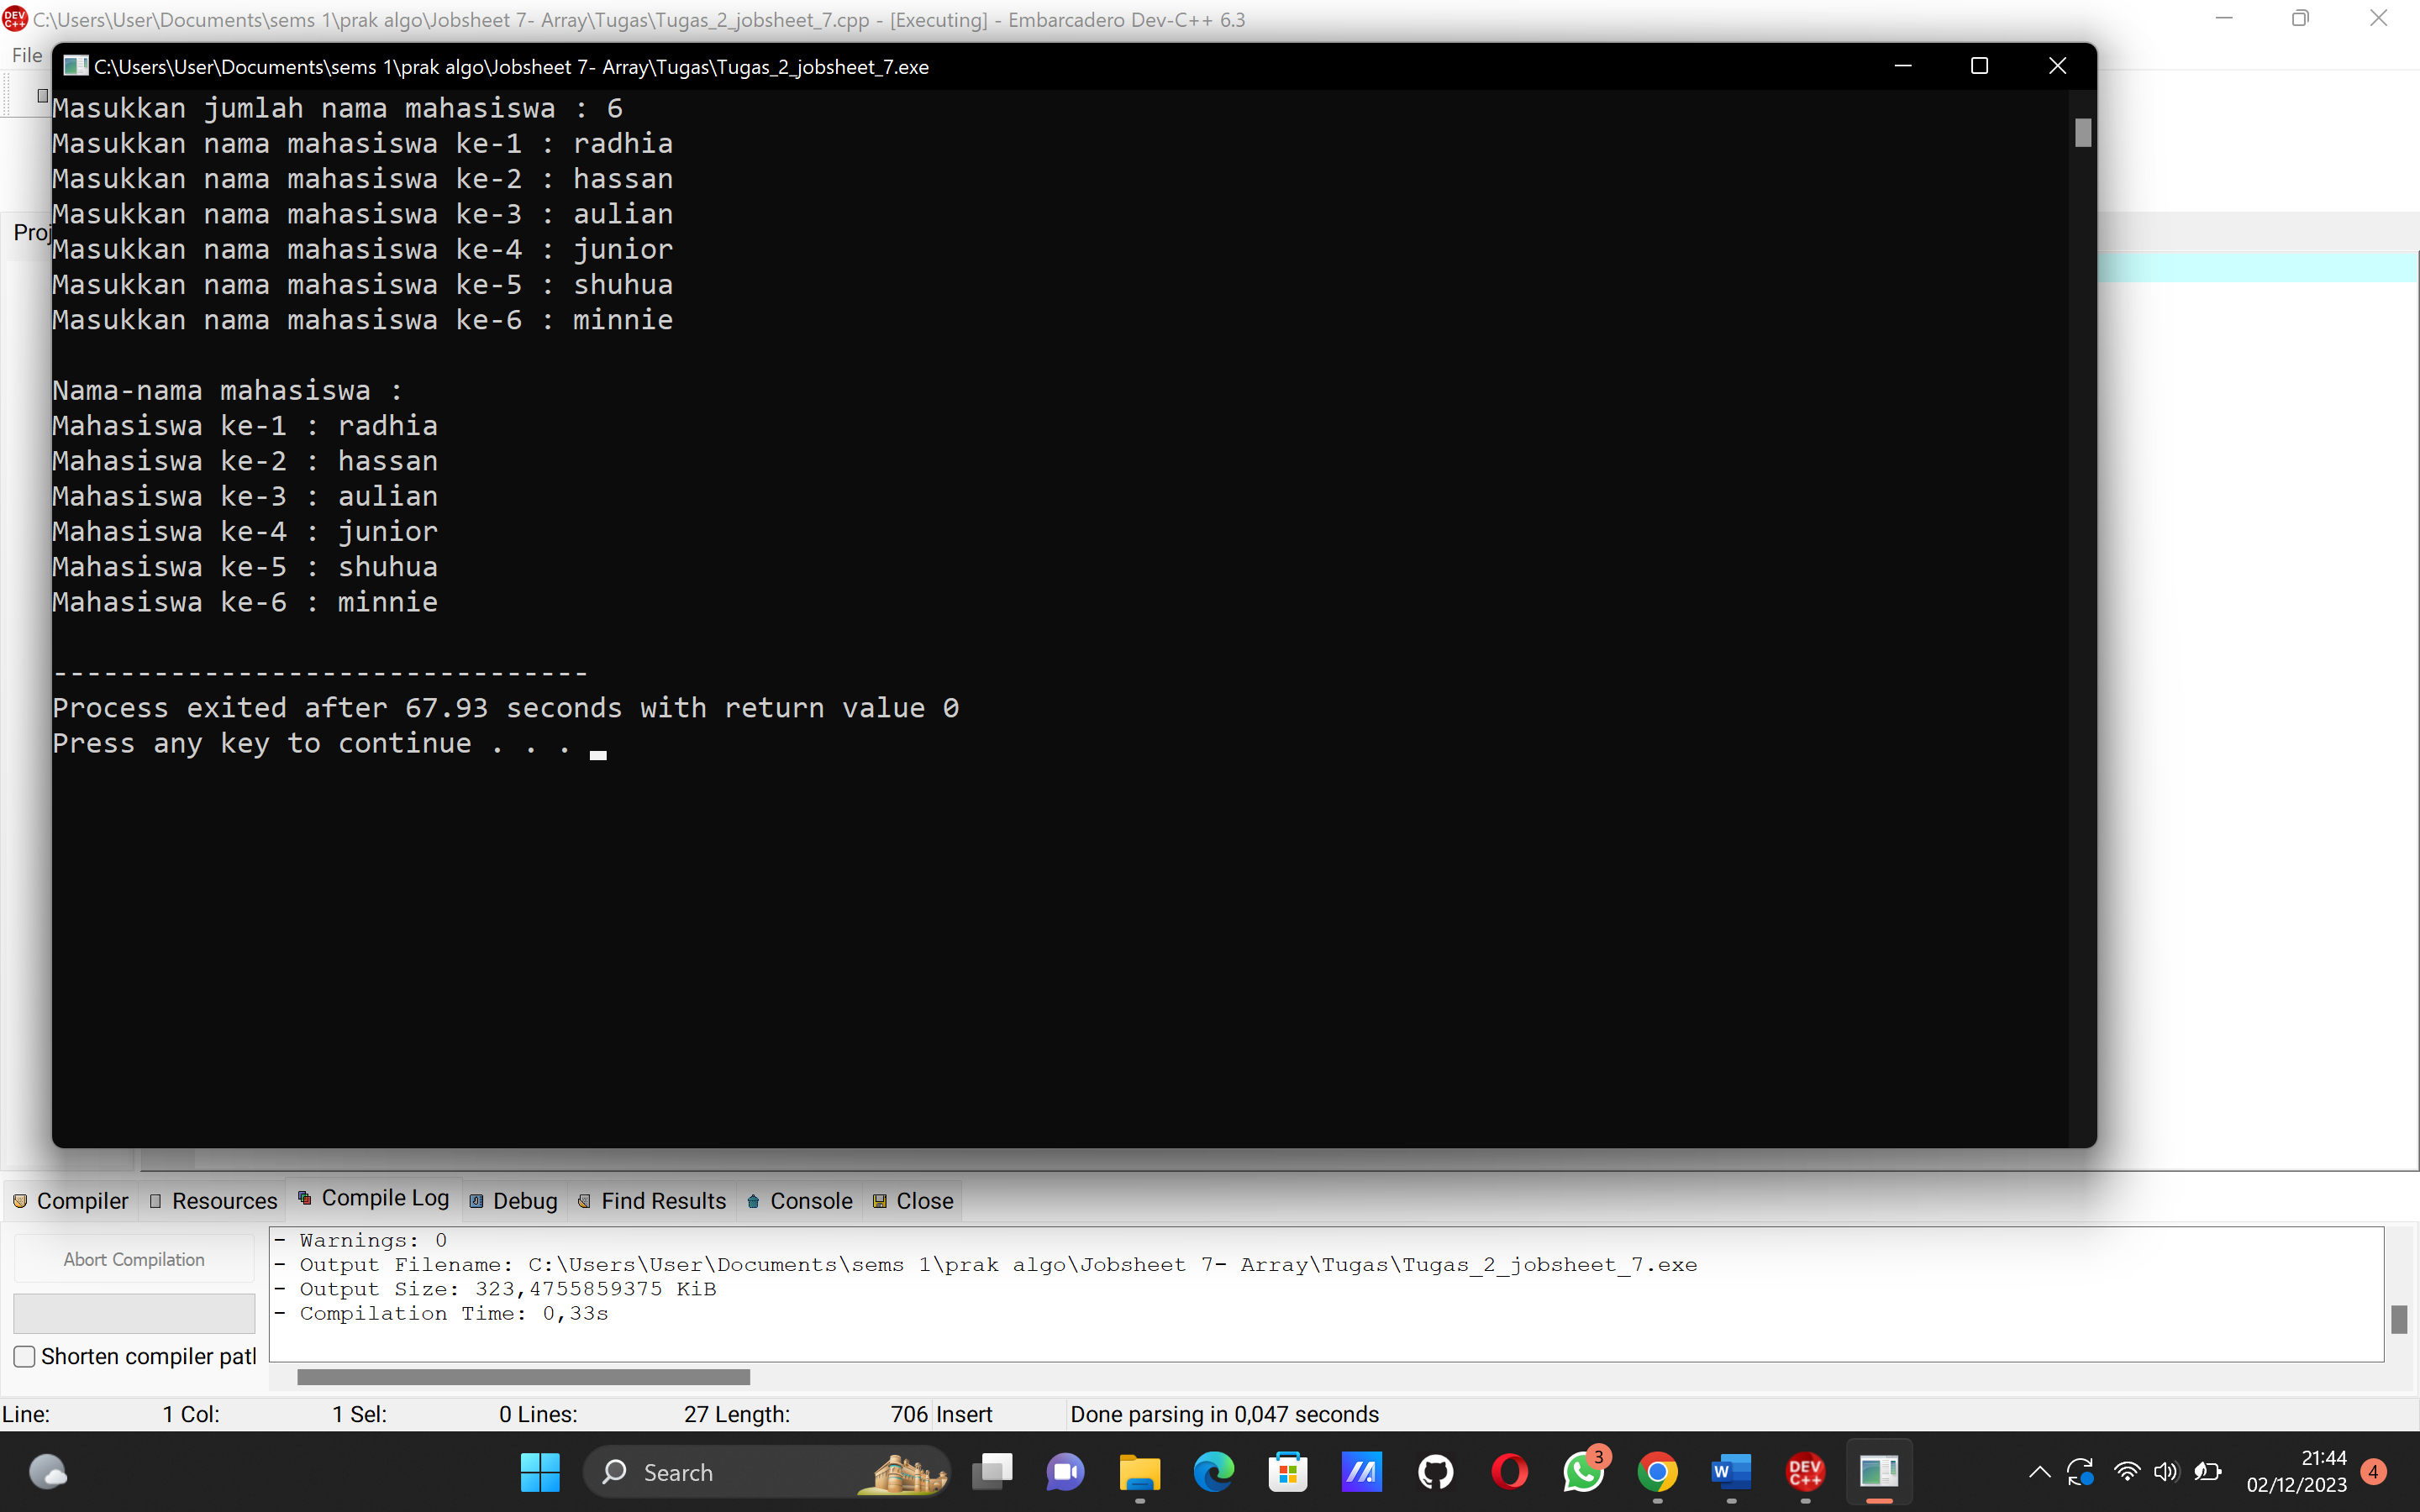 C:\Users\User\Documents\sems 1\prak algo\Jobsheet 7- Array\Tugas\Tugas_2_jobsheet_7.cpp - [Executing] - Embarcadero Dev-C++ 6.3
File
C:\Users\User\Documents\sems 1\prak algo\Jobsheet 7- Array\Tugas\Tugas_2_jobsheet_7.exe
Masukkan jumlah nama mahasiswa : 6
Masukkan nama mahasiswa ke-1 : radhia
Masukkan nama mahasiswa ke-2 : hassan
Masukkan nama mahasiswa ke-3 : aulian
Proj
Masukkan nama mahasiswa ke-4 : junior
Masukkan nama mahasiswa ke-5 : shuhua
Masukkan nama mahasiswa ke-6 : minnie
Nama-nama mahasiswa :
Mahasiswa ke-1 : radhia
Mahasiswa ke-2 : hassan
Mahasiswa ke-3 : aulian
Mahasiswa ke-4 : junior
Mahasiswa ke-5 : shuhua
Mahasiswa ke-6 : minnie
--------------------------------
Process exited after 67.93 seconds with return value 0
Press any key to continue . . .
Compiler Resources Compile Log Debug Find Results Console Close
Abort Compilation
Shorten compiler patl
- Warnings: 0
- Output Filename: C:\Users\User\Documents\sems 1\prak algo\Jobsheet 7- Array\Tugas\Tugas_2_jobsheet_7.exe
- Output Size: 323,4755859375 KiB
- Compilation Time: 0,33s
Line: 1 Col: 1 Sel: 0 Lines: 27 Length: 706 Insert Done parsing in 0,047 seconds
Search
3
W
DEV C++
21:44
02/12/2023
4